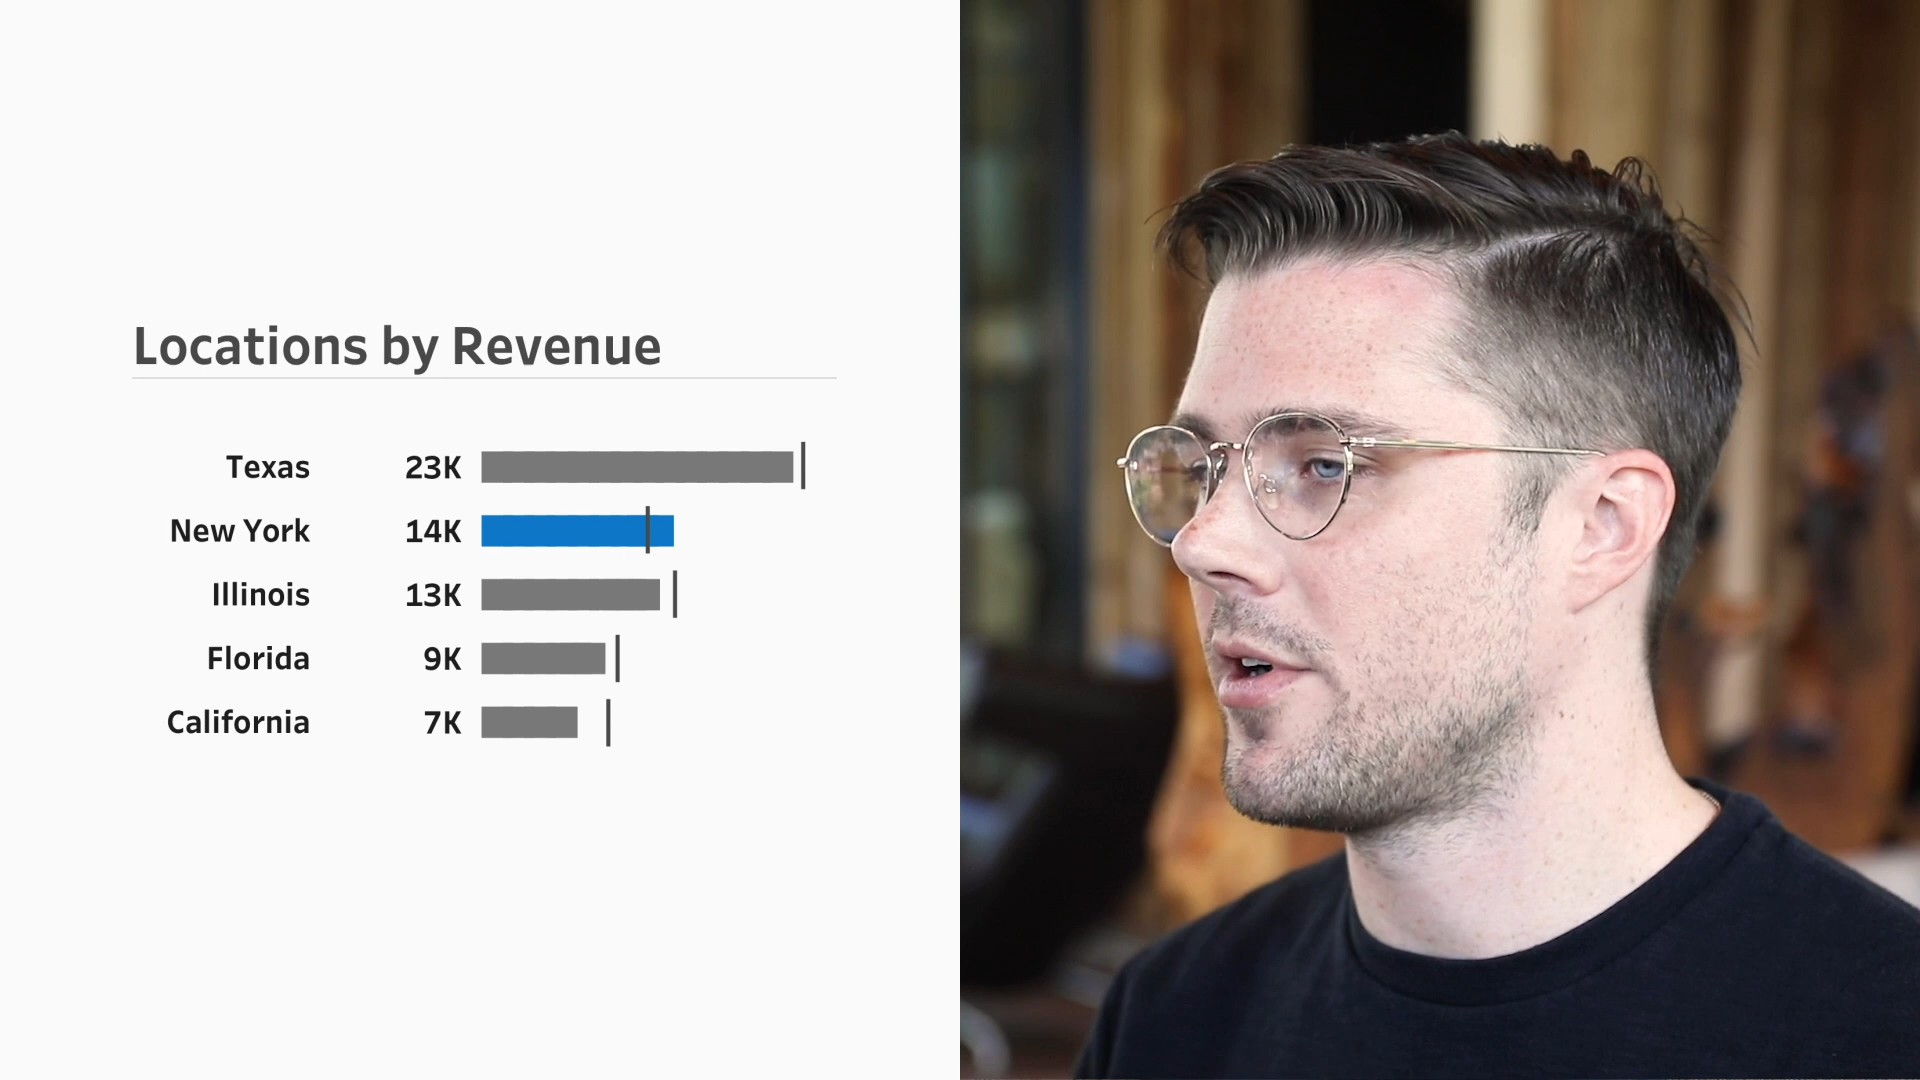 Locations by Revenue
Texas 23K
New York 14K
Illinois 13K
Florida 9K
California 7K